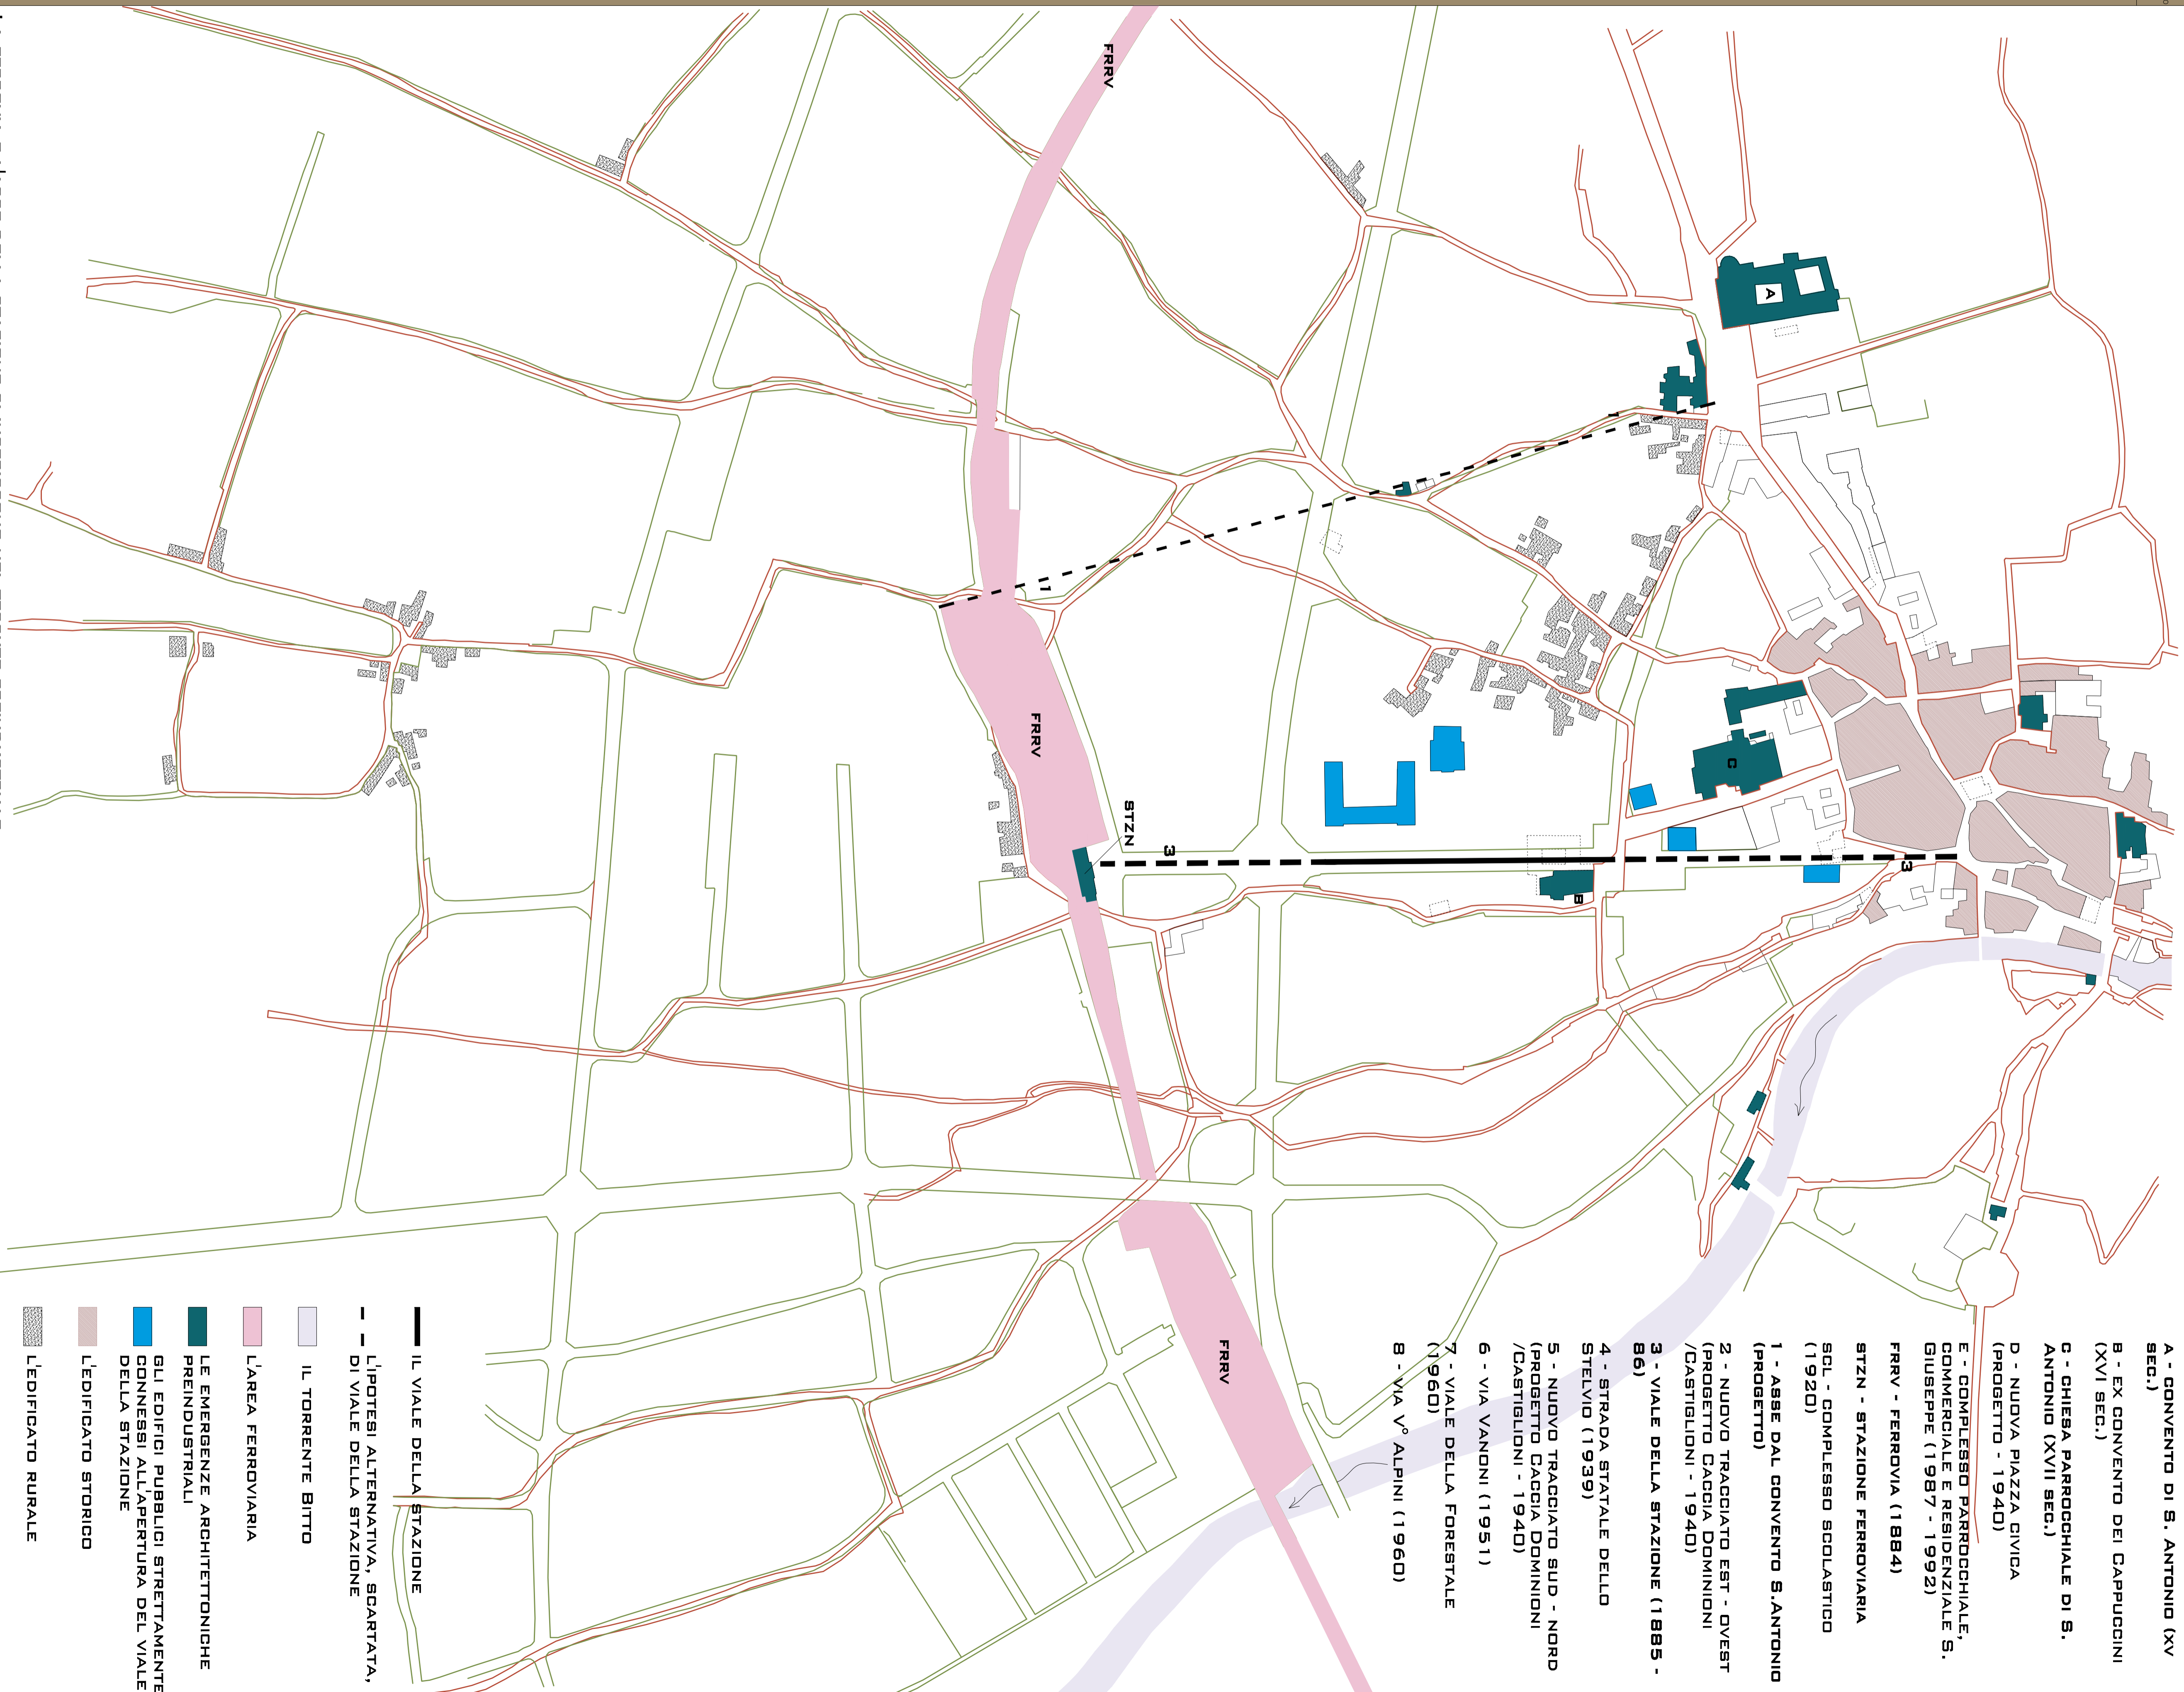 A - Convento di S. Antonio (XV
sec.)
B - ex convento dei Cappuccini
(XVI sec.)
C - Chiesa parrocchiale di S.
Antonio (XVII sec.)
D - nuova piazza civica
(progetto - 1940)
E - complesso parrocchiale,
commerciale e residenziale S.
Giuseppe (1987 - 1992)
FRRV - ferrovia (1884)
STZN - stazione ferroviaria
SCL - complesso scolastico
(1920)
1 - asse dal convento S.Antonio
(progetto)
2 - nuovo tracciato est - ovest
(progetto Caccia Dominioni
/Castiglioni - 1940)
3 - viale della stazione (1885 -
86)
4 - strada statale dello
Stelvio (1939)
5 - nuovo tracciato sud - nord
(progetto Caccia Dominioni
/Castiglioni - 1940)
6 - via Vanoni (1951)
7 - viale della Forestale
(1960)
8 - via V° Alpini (1960)
il viale della stazione
l'ipotesi alternativa, scartata,
di viale della stazione
il torrente Bitto
l'area ferroviaria
le emergenze architettoniche
preindustriali
gli edifici pubblici strettamente
connessi all'apertura del viale
della stazione
l'edificato storico
l'edificato rurale
A
B
C
1
1
3
3
STZN
FRRV
FRRV
FRRV